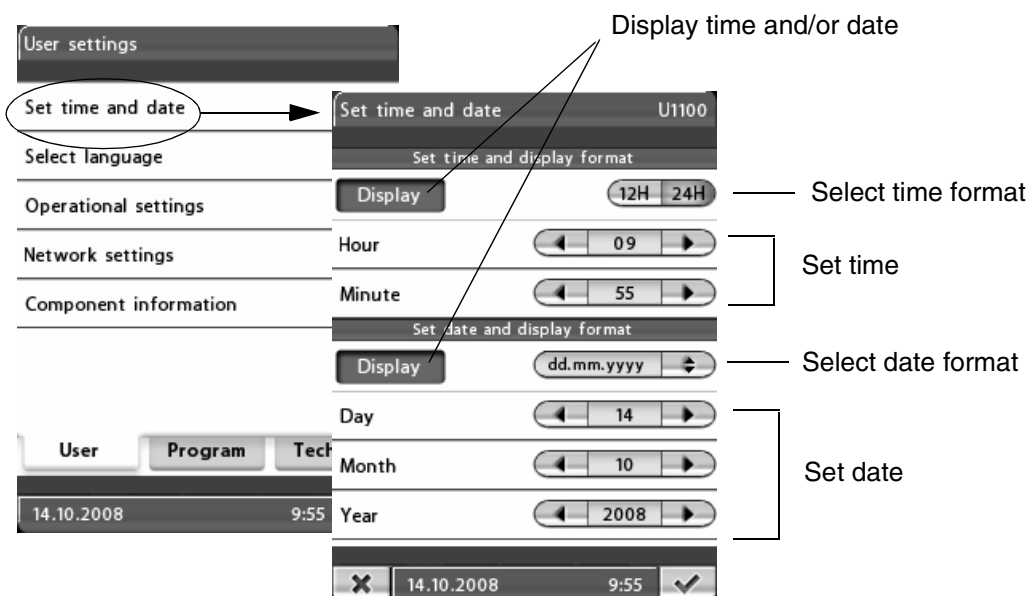 Display time and/or date
User settings
Set time and date
Select language
Operational settings
Network settings
Component information
User Program Tech
14.10.2008 9:55
Set time and date U1100
Set time and display format
Display 12H 24H
Select time format
Hour 09
Minute 55
Set time
Set date and display format
Display dd.mm.yyyy
Select date format
Day 14
Month 10
Year 2008
Set date
14.10.2008 9:55